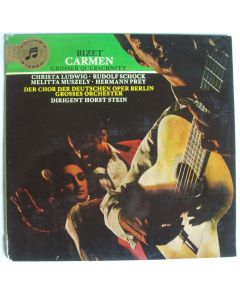 BIZET
CARMEN
GROSSER QUERSCHNITT
CHRISTA LUDWIG · RUDOLF SCHOCK
MELITTA MUSZELY · HERMANN PREY
DER CHOR DER DEUTSCHEN OPER BERLIN
GROSSES ORCHESTER
DIRIGENT HORST STEIN